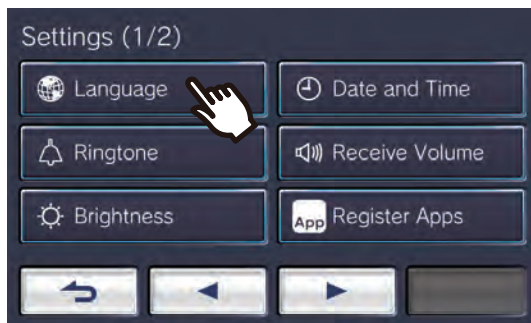 Settings (1/2)
Language
Date and Time
Ringtone
Receive Volume
Brightness
App Register Apps